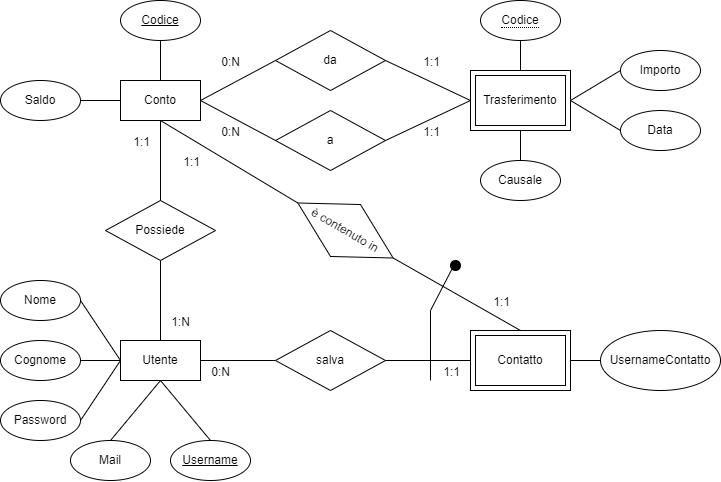 Codice
Codice
0:N
da
1:1
Importo
Saldo
Conto
Trasferimento
0:N
a
1:1
Data
1:1
1:1
Causale
è contenuto in
Possiede
Nome
1:1
1:N
Cognome
Utente
salva
Contatto
UsernameContatto
0:N
1:1
Password
Mail
Username